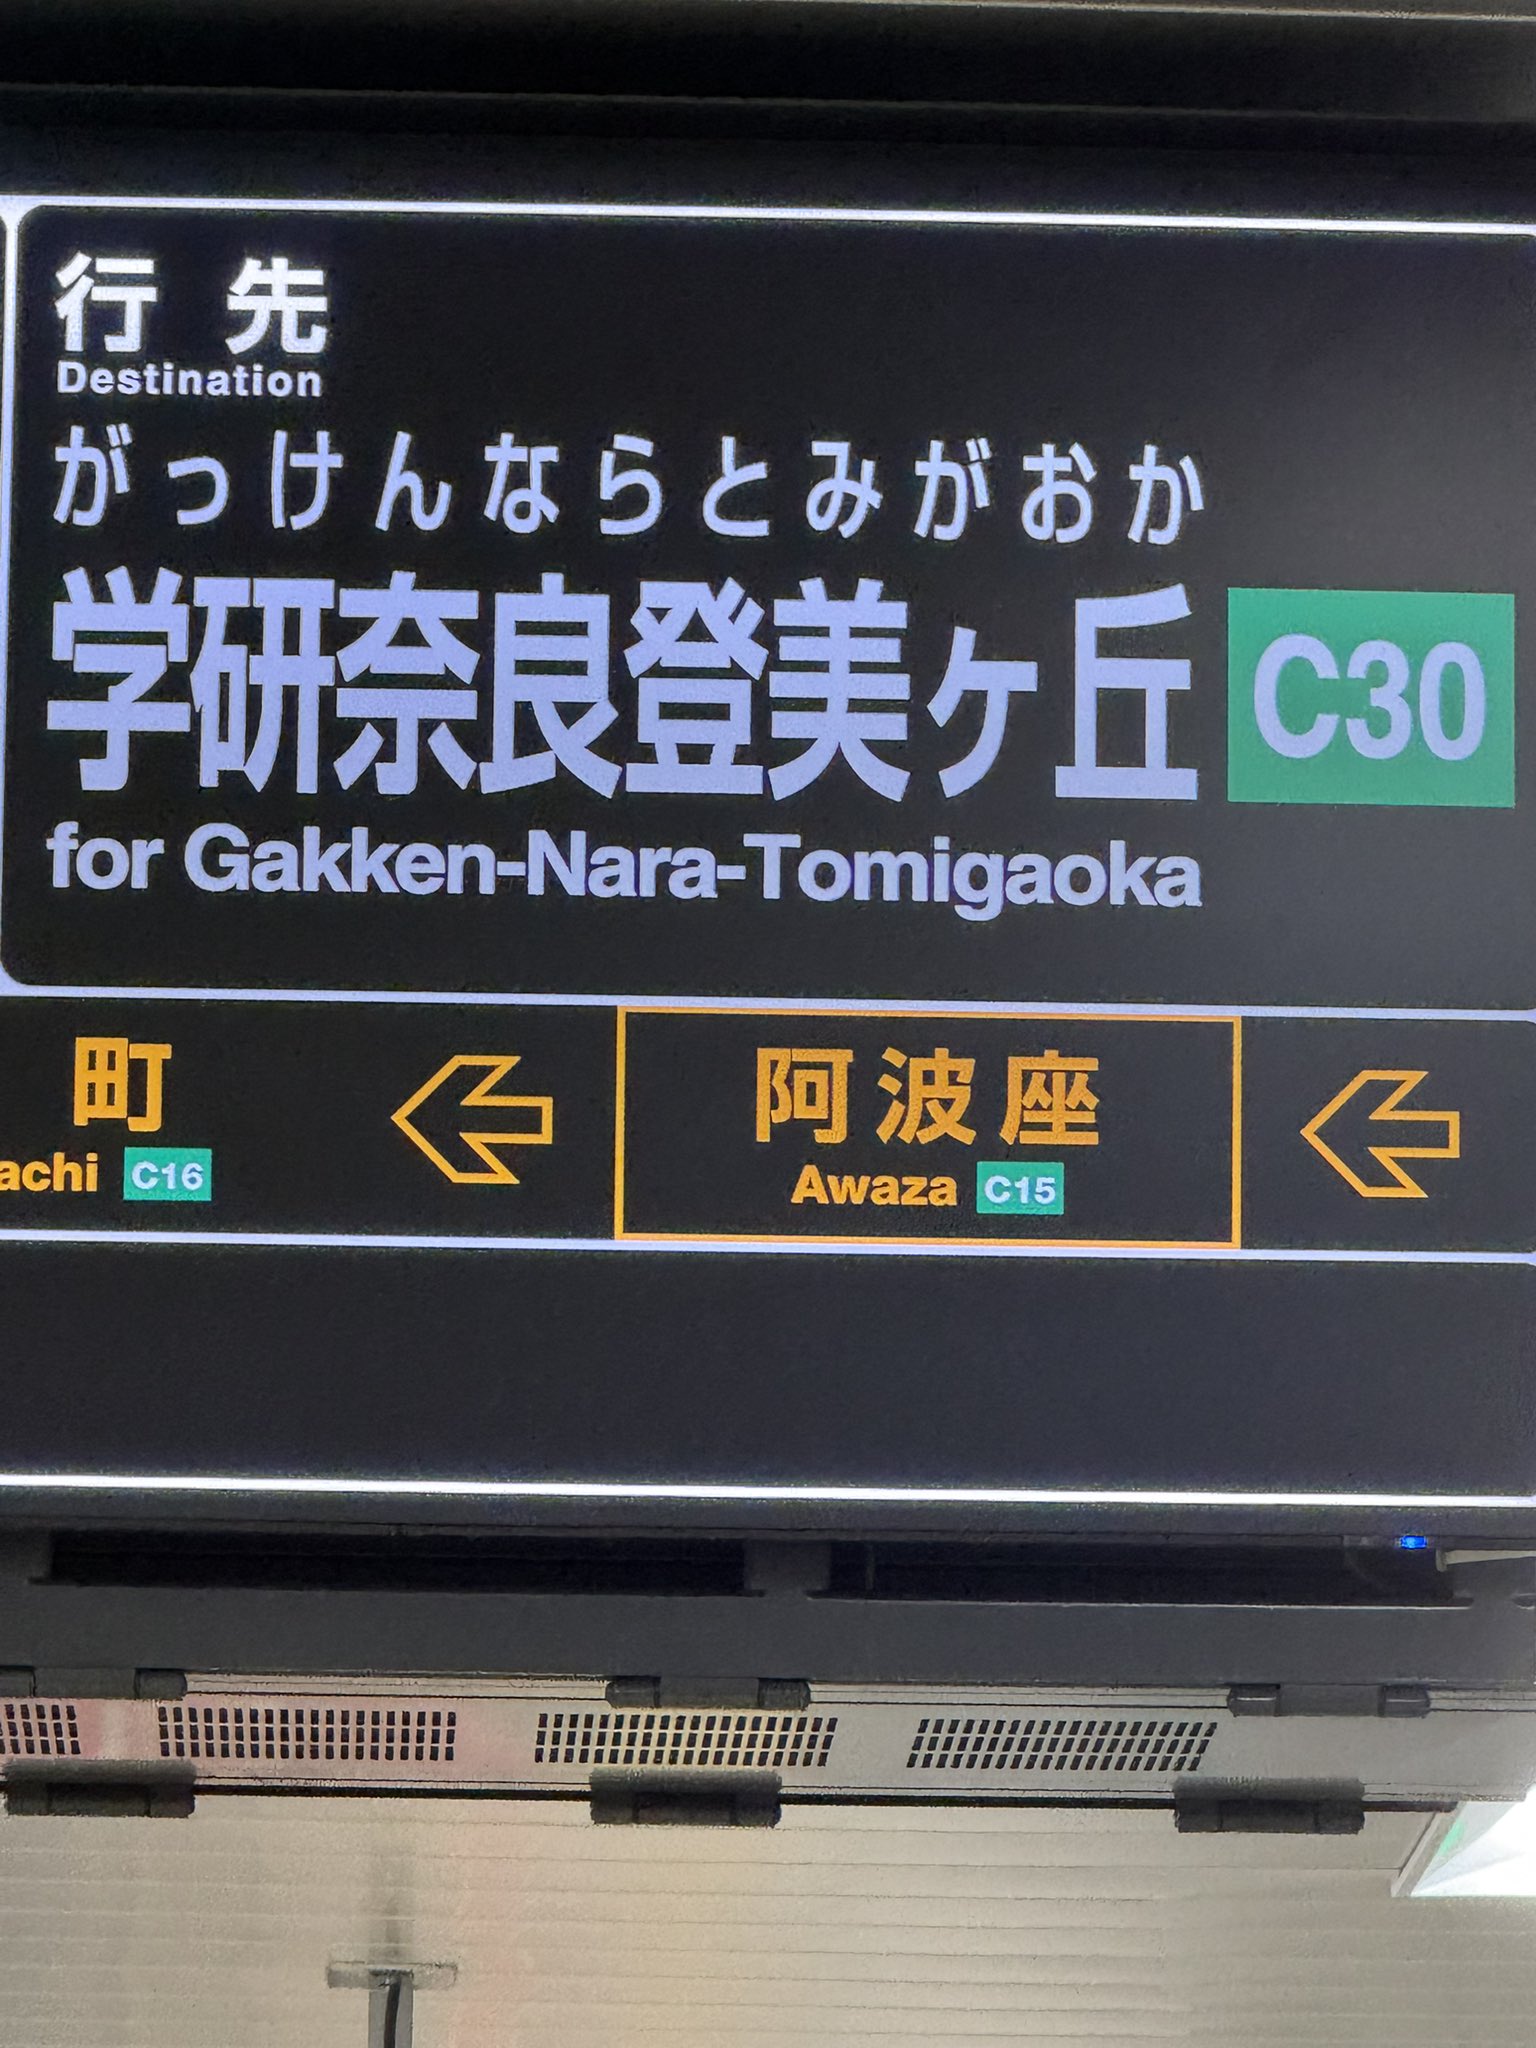 行先
Destination
がっけんならとみがおか
学研奈良登美ヶ丘 C30
for Gakken-Nara-Tomigaoka
町 阿波座
achi C16 Awaza C15